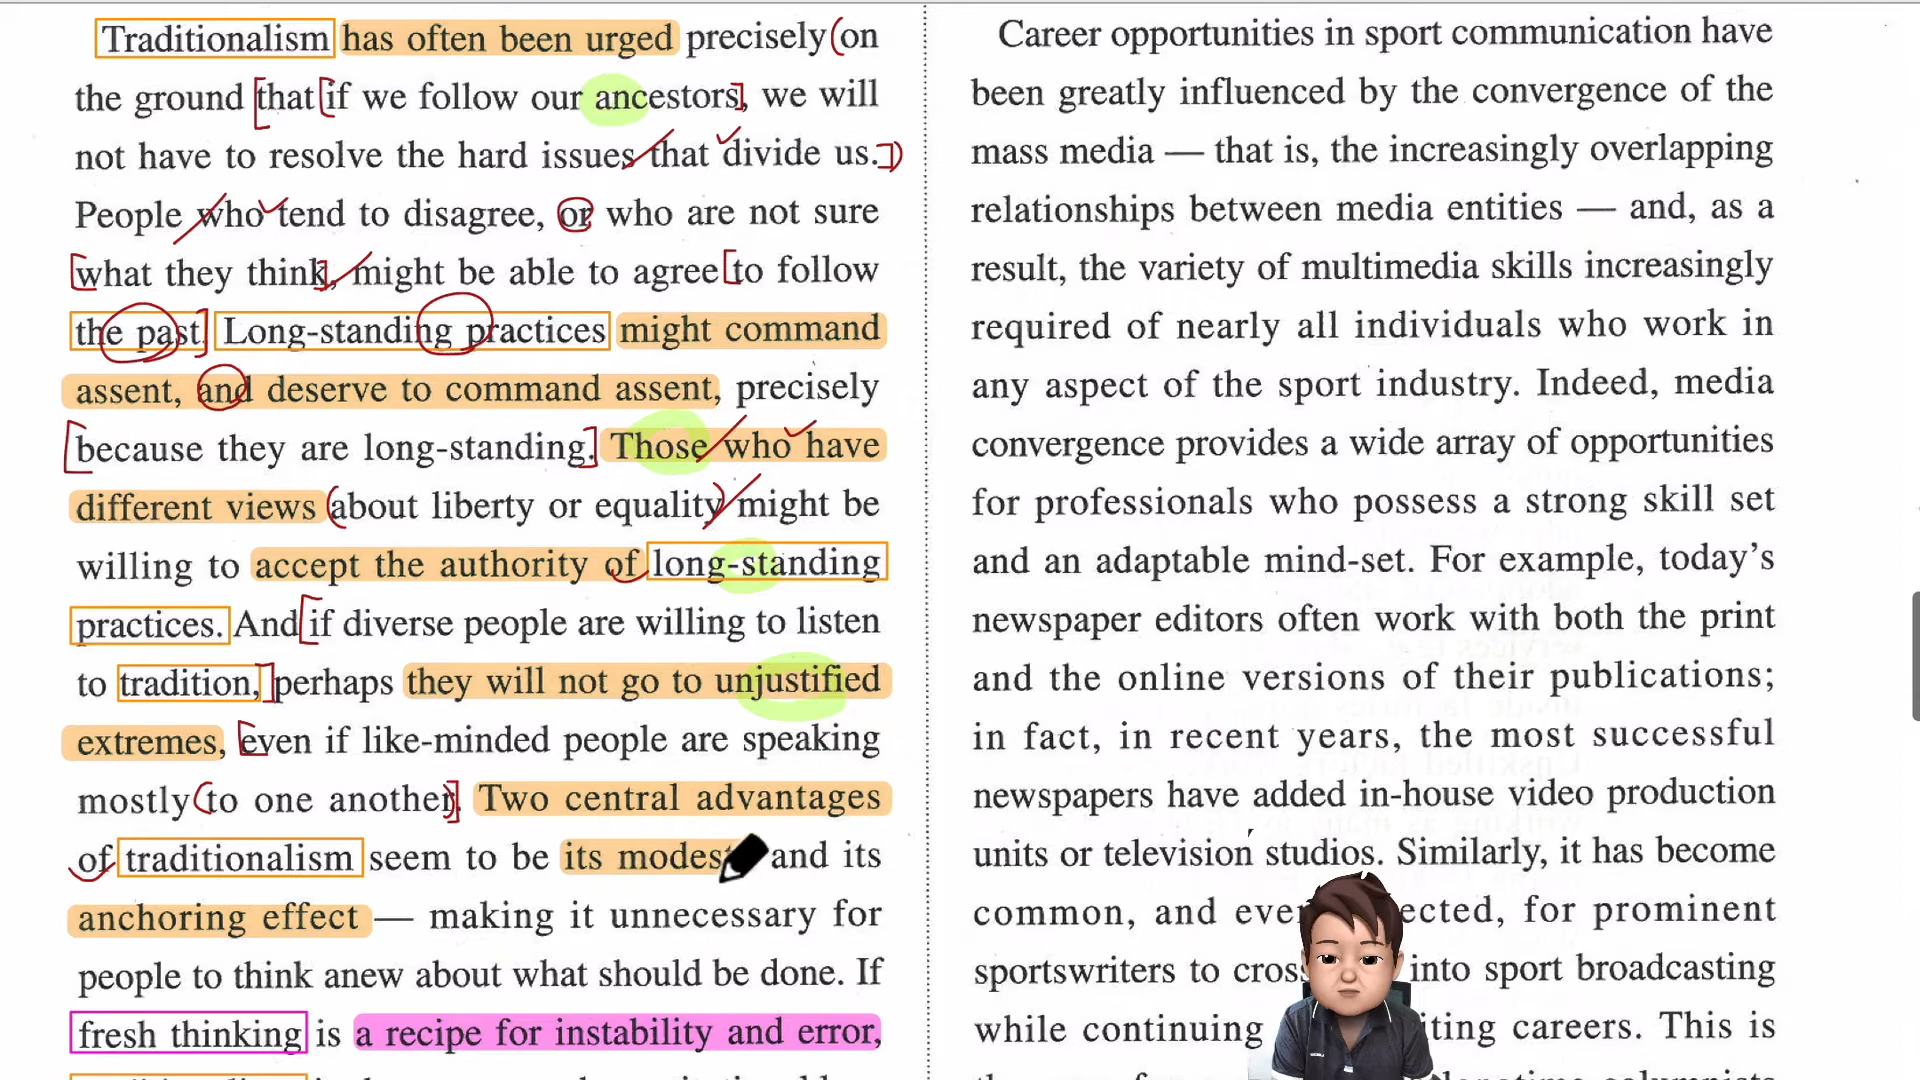 Traditionalism has often been urged precisely (on
the ground [that [if we follow our ancestors], we will
not have to resolve the hard issues that divide us.])
People who tend to disagree, or who are not sure
[what they think], might be able to agree [to follow
the past.] Long-standing practices might command
assent, and deserve to command assent, precisely
[because they are long-standing.] Those who have
different views (about liberty or equality) might be
willing to accept the authority of long-standing
practices. And [if diverse people are willing to listen
to tradition,] perhaps they will not go to unjustified
extremes, [even if like-minded people are speaking
mostly (to one another)]. Two central advantages
of traditionalism seem to be its modes and its
anchoring effect — making it unnecessary for
people to think anew about what should be done. If
fresh thinking is a recipe for instability and error,
Career opportunities in sport communication have
been greatly influenced by the convergence of the
mass media — that is, the increasingly overlapping
relationships between media entities — and, as a
result, the variety of multimedia skills increasingly
required of nearly all individuals who work in
any aspect of the sport industry. Indeed, media
convergence provides a wide array of opportunities
for professionals who possess a strong skill set
and an adaptable mind-set. For example, today's
newspaper editors often work with both the print
and the online versions of their publications;
in fact, in recent years, the most successful
newspapers have added in-house video production
units or television studios. Similarly, it has become
common, and eve ected, for prominent
sportswriters to cros into sport broadcasting
while continuing iting careers. This is